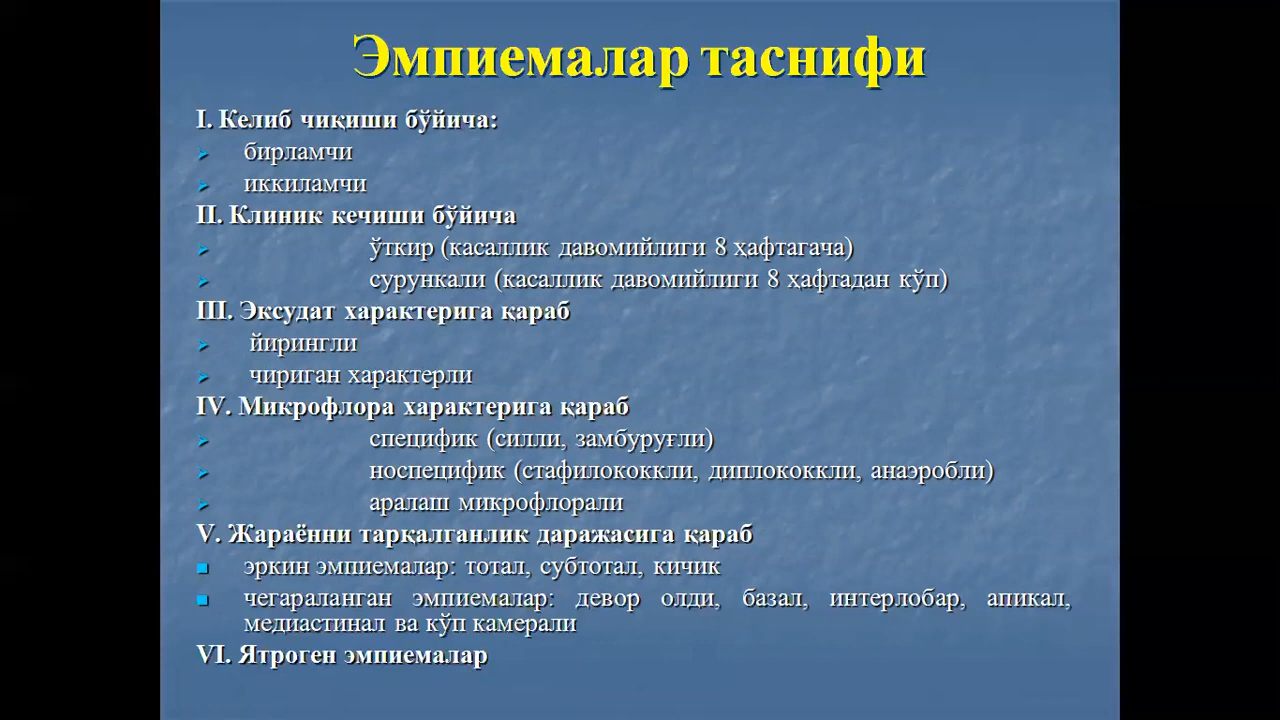 Эмпиемалар таснифи
I. Келиб чиқиши бўйича:
бирламчи
иккиламчи
II. Клиник кечиши бўйича
ўткир (касаллик давомийлиги 8 ҳафтагача)
сурункали (касаллик давомийлиги 8 ҳафтадан кўп)
III. Эксудат характерига қараб
йирингли
чириган характерли
IV. Микрофлора характерига қараб
специфик (силли, замбуруғли)
носпецифик (стафилококкли, диплококкли, анаэробли)
аралаш микрофлорали
V. Жараённи тарқалганлик даражасига қараб
эркин эмпиемалар: тотал, субтотал, кичик
чегараланган эмпиемалар: девор олди, базал, интерлобар, апикал,
медиастинал ва кўп камерали
VI. Ятроген эмпиемалар